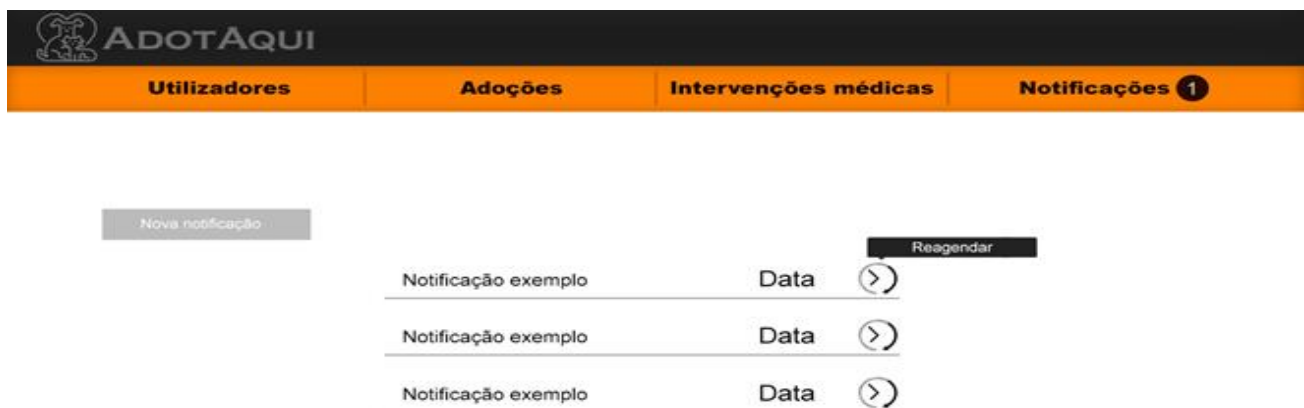 ADOTAQUI
Utilizadores Adoções Intervenções médicas Notificações 1
Nova notificação
Reagendar
Notificação exemplo Data
Notificação exemplo Data
Notificação exemplo Data